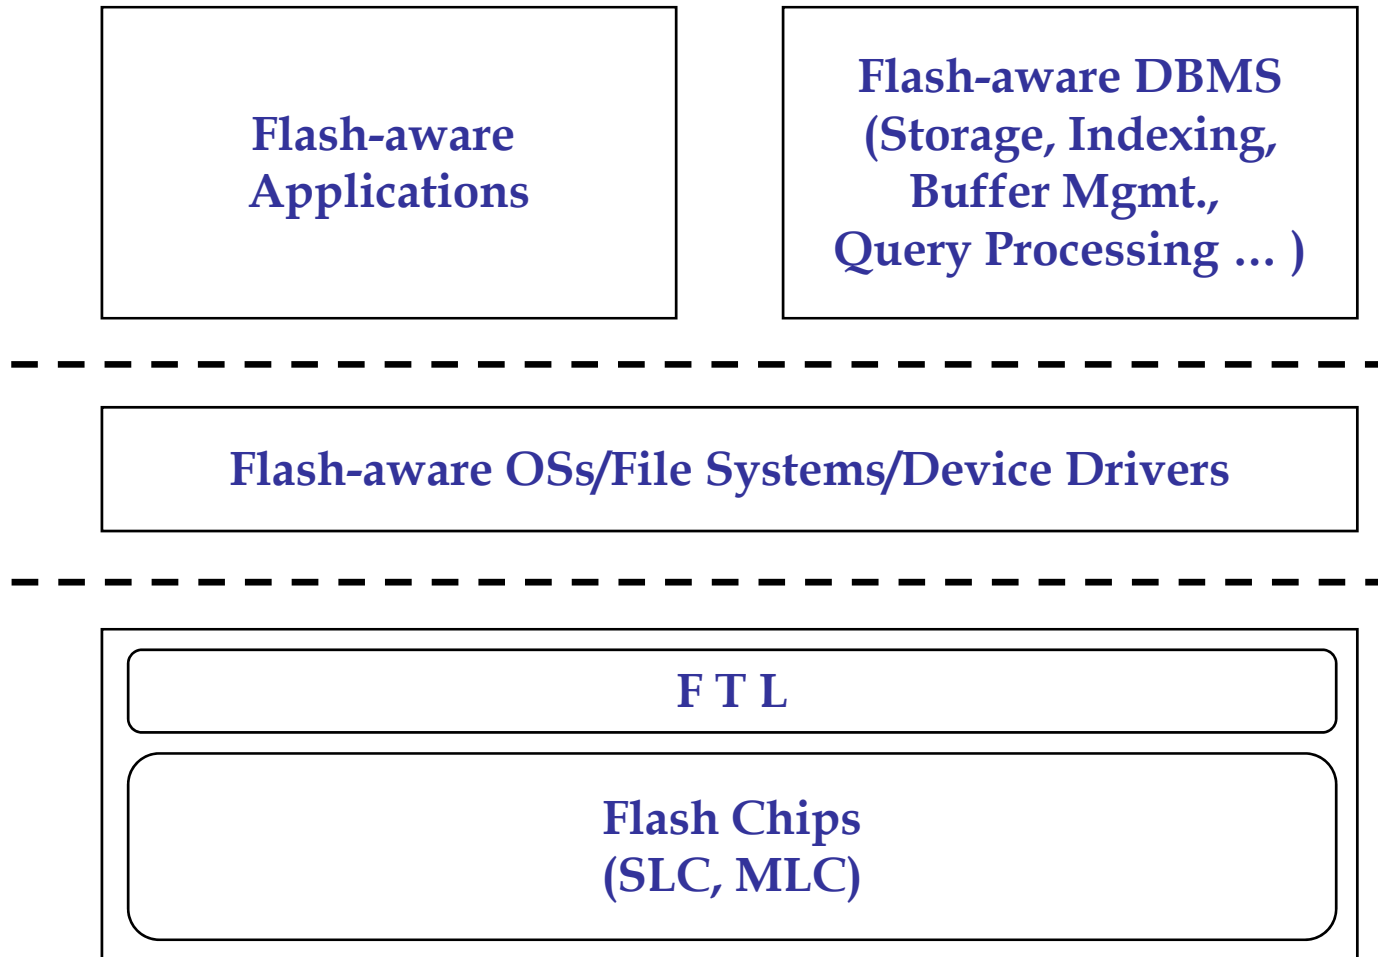 Flash-aware
Applications
Flash-aware DBMS
(Storage, Indexing,
Buffer Mgmt.,
Query Processing … )
Flash-aware OSs/File Systems/Device Drivers
F T L
Flash Chips
(SLC, MLC)